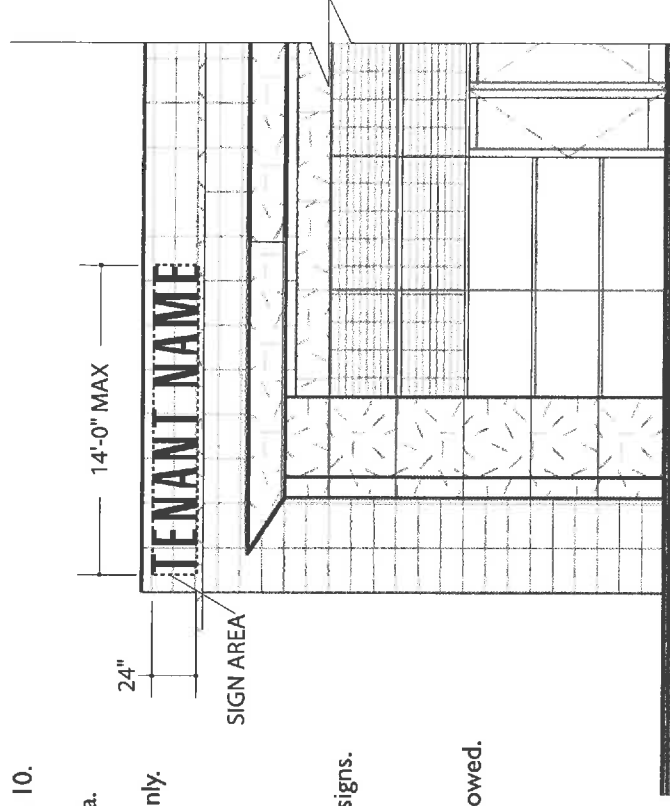 10.
a.
nly.
signs.
owed.
24"
SIGN AREA
14'-0" MAX
TENANT NAME